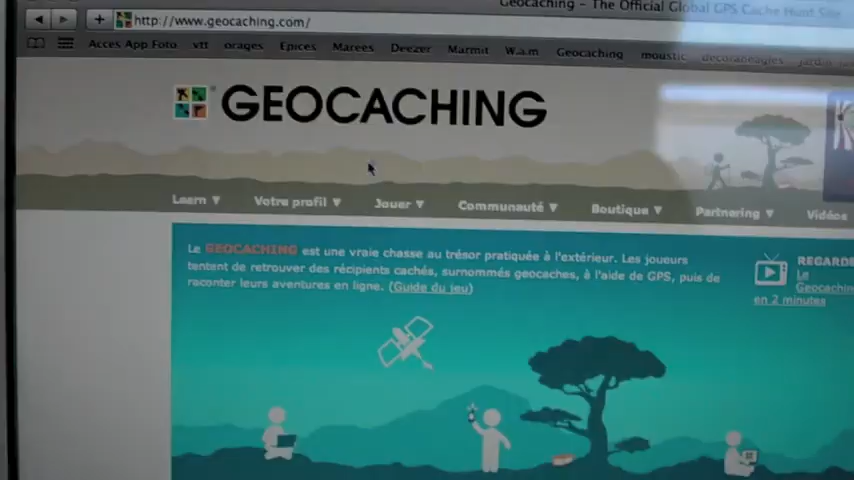 Geocaching – The Official Global GPS Cache Hunt Site
http://www.geocaching.com/
Acces App Foto vtt orages Epices Marées Deezer Marmit W.a.m Geocaching moustic decoraneagles jardin
GEOCACHING
Learn ▼ Votre profil ▼ Jouer ▼ Communauté ▼ Boutique ▼ Partnering ▼ Vidéos
Le GEOCACHING est une vraie chasse au trésor pratiquée à l'extérieur. Les joueurs
tentent de retrouver des récipients cachés, surnommés geocaches, à l'aide de GPS, puis de
raconter leurs aventures en ligne. (Guide du jeu)
REGARDE
Le
Geocachin
en 2 minutes